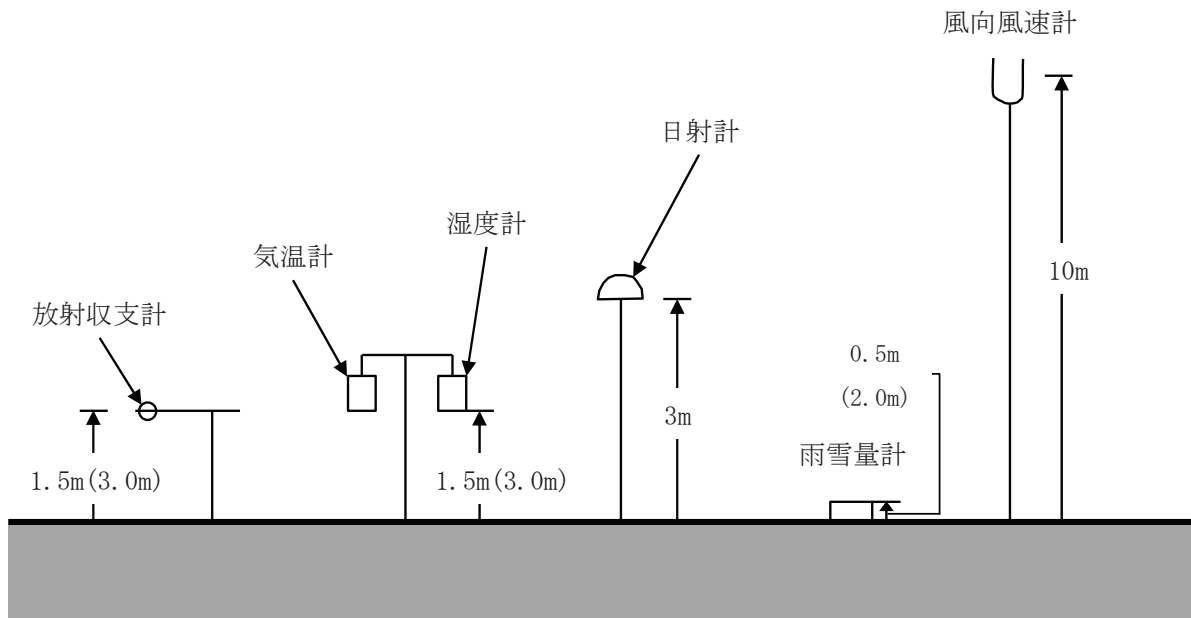 風向風速計
日射計
湿度計
気温計
10m
放射収支計
0.5m
(2.0m)
3m
雨雪量計
1.5m(3.0m)
1.5m(3.0m)